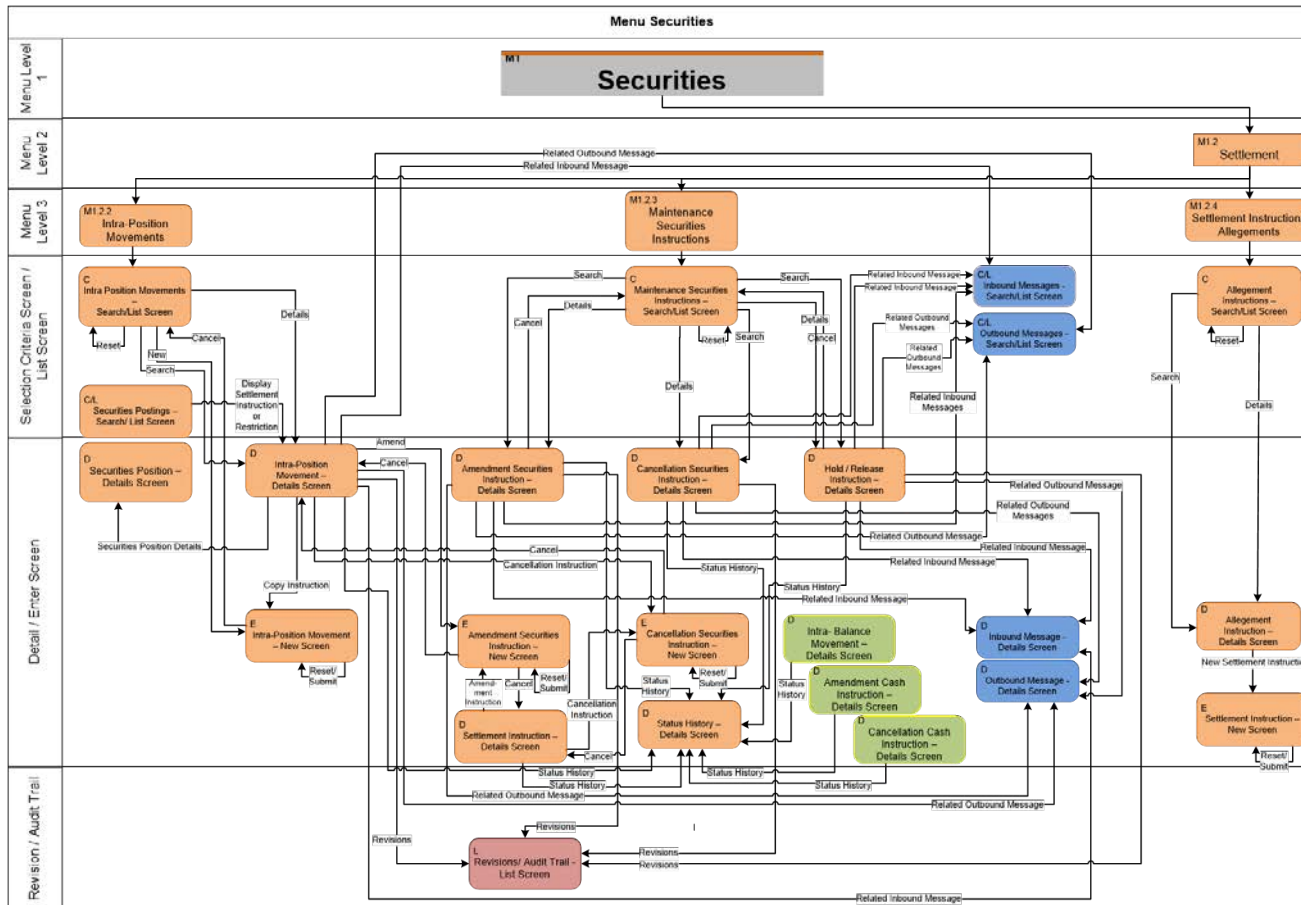 Menu Securities
Menu Level
1
M1
Securities
Menu
Level 2
M1.2
Settlement
Related Outbound Message
Related Inbound Message
Menu
Level 3
M1.2.2
Intra-Position
Movements
M1.2.3
Maintenance
Securities
Instructions
M1.2.4
Settlement Instruction
Allegements
Selection Criteria Screen /
List Screen
C
Intra Position Movements –
Search/List Screen
Reset
New
Search
Cancel
Details
C/L
Securities Postings –
Search/ List Screen
Display
Settlement
Instruction
or
Restriction
C
Maintenance Securities
Instructions –
Search/List Screen
Search
Details
Cancel
Reset
Search
Details
Search
Details
Cancel
C/L
Inbound Messages -
Search/List Screen
C/L
Outbound Messages -
Search/List Screen
Related Inbound Message
Related Inbound Message
Related Outbound
Messages
Related
Outbound
Messages
Related Inbound
Messages
C
Allegement
Instructions –
Search/List Screen
Reset
Search
Details
Detail / Enter Screen
D
Securities Position –
Details Screen
Securities Position Details
D
Intra-Position
Movement –
Details Screen
Amend
Cancel
D
Amendment Securities
Instruction –
Details Screen
D
Cancellation Securities
Instruction –
Details Screen
D
Hold / Release
Instruction –
Details Screen
Related Outbound Message
Related Outbound
Messages
Related Outbound Message
Related Inbound Message
Related Inbound Message
Related Inbound Message
Cancel
Cancellation Instruction
Status History
Status History
Copy Instruction
E
Intra-Position Movement
– New Screen
Reset/
Submit
E
Amendment Securities
Instruction –
New Screen
Reset/
Submit
Cancel
Amend-
ment
Instruction
Cancellation
Instruction
E
Cancellation Securities
Instruction –
New Screen
Reset/
Submit
Status
History
D
Settlement Instruction –
Details Screen
Cancel
D
Status History –
Details Screen
Status
History
D
Intra- Balance
Movement –
Details Screen
D
Amendment Cash
Instruction –
Details Screen
D
Cancellation Cash
Instruction –
Details Screen
D
Inbound Message -
Details Screen
D
Outbound Message -
Details Screen
D
Allegement
Instruction –
Details Screen
New Settlement Instruction
E
Settlement Instruction –
New Screen
Reset/
Submit
Status History
Status History
Status History
Status History
Revision / Audit Trail
Related Outbound Message
Related Outbound Message
Revisions
Revisions
Revisions
Revisions
L
Revisions/ Audit Trail -
List Screen
Related Inbound Message